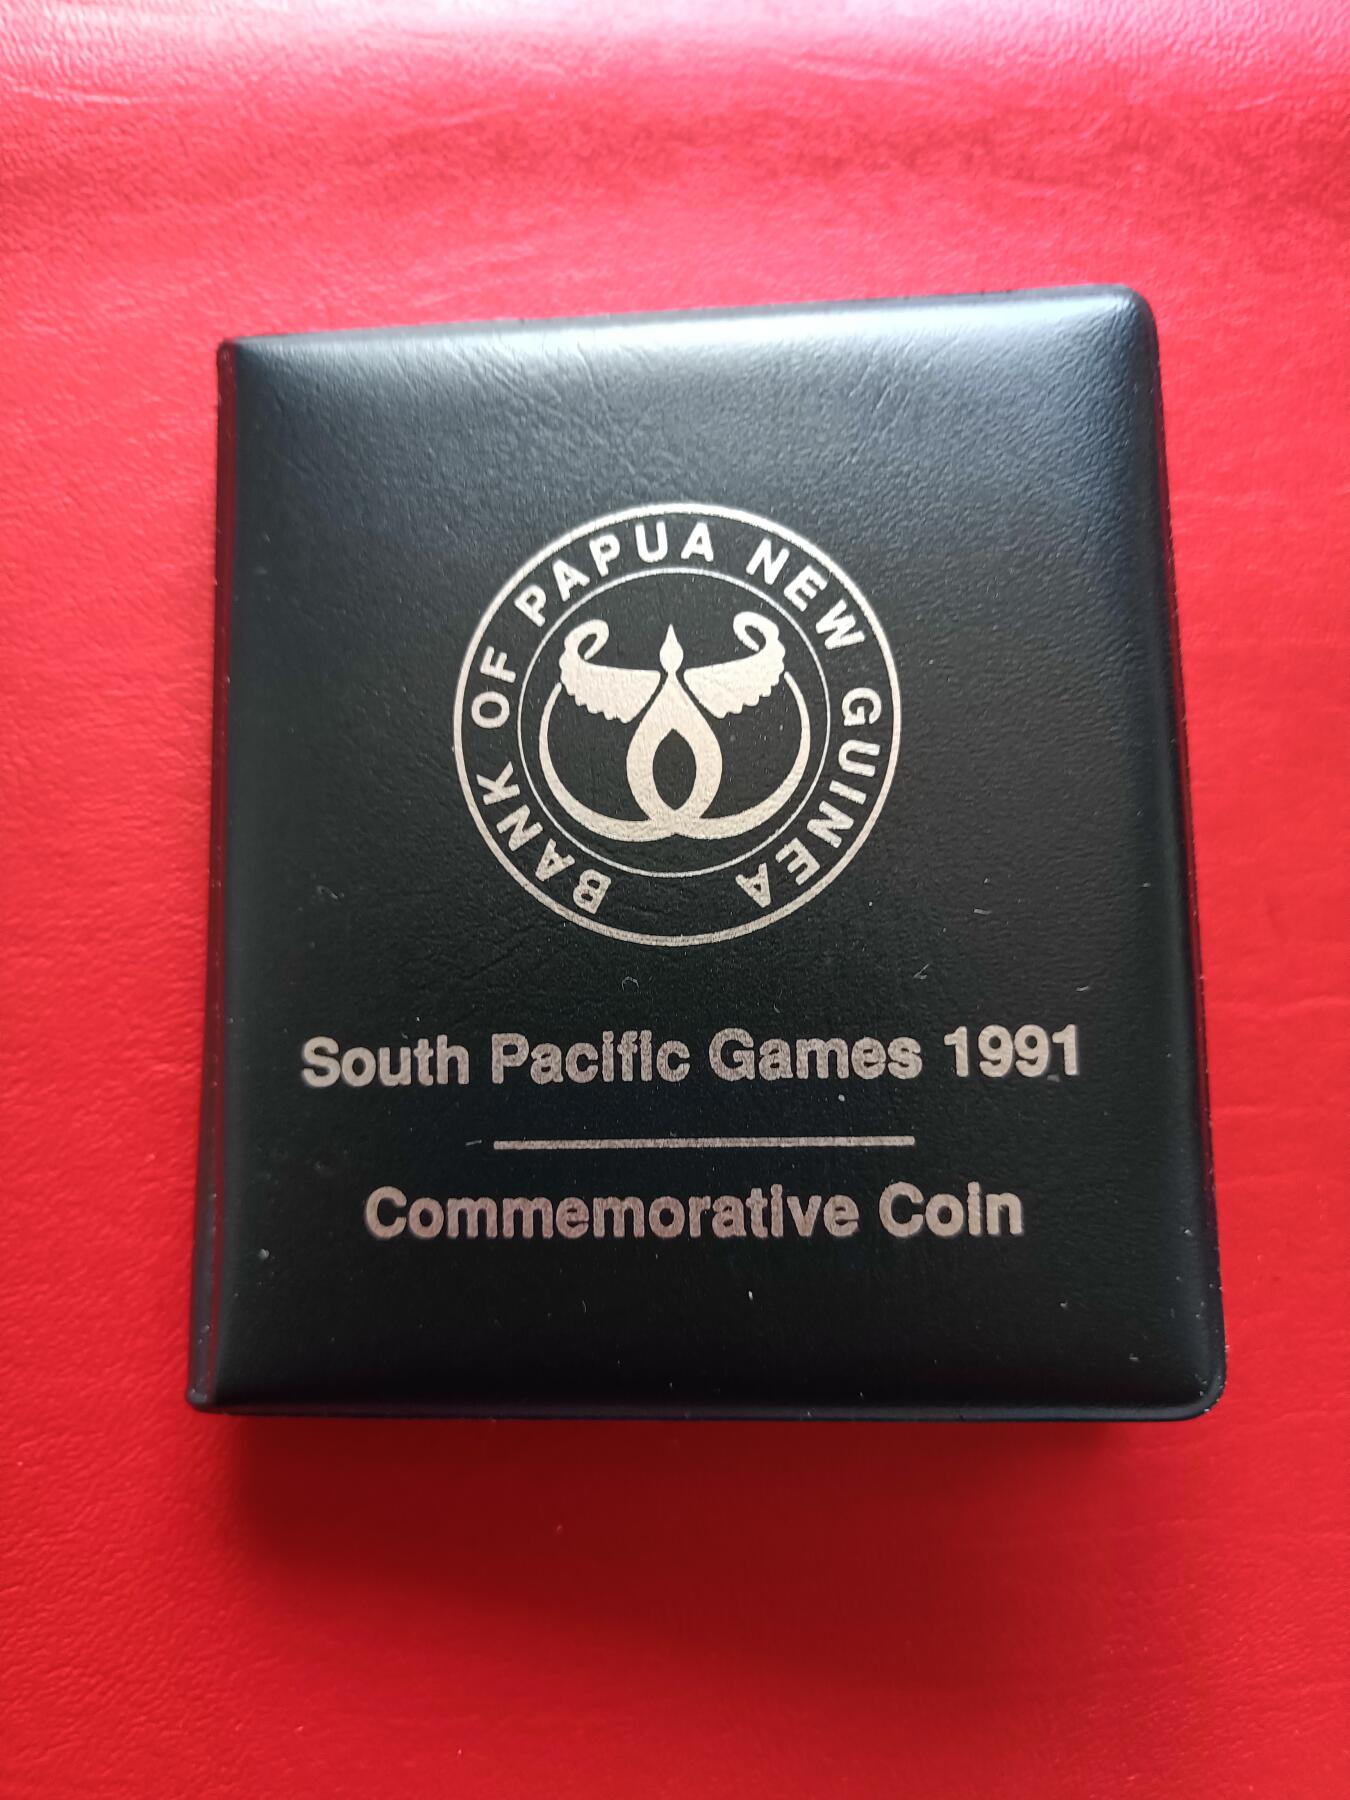 BANK OF PAPUA NEW GUINEA
South Pacific Games 1991
Commemorative Coin